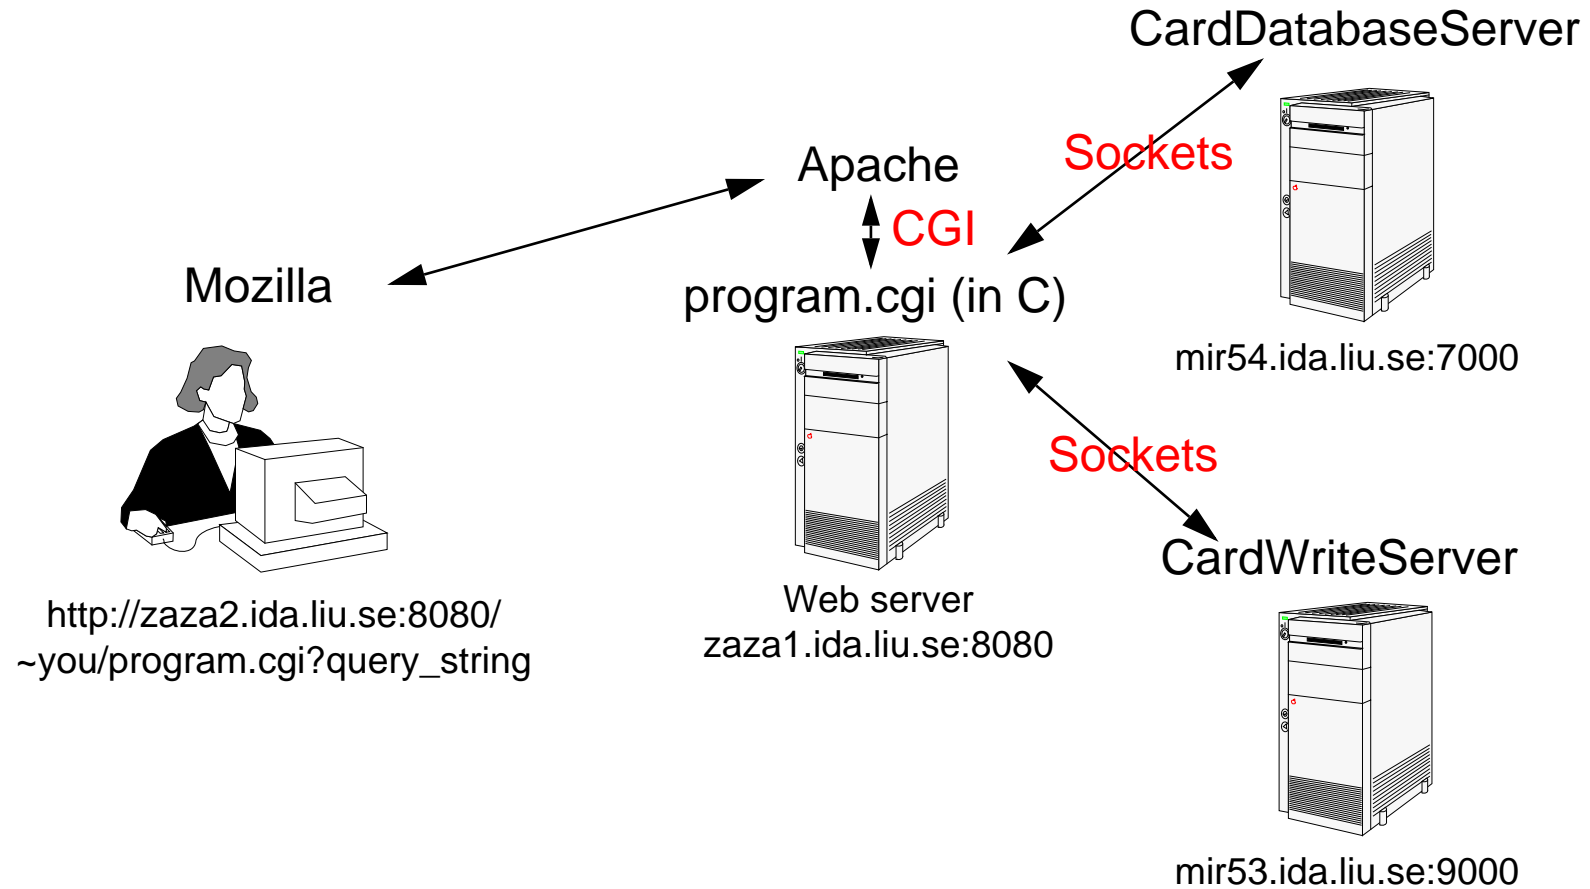 CardDatabaseServer
Sockets
Apache
CGI
Mozilla
program.cgi (in C)
mir54.ida.liu.se:7000
Sockets
CardWriteServer
http://zaza2.ida.liu.se:8080/
~you/program.cgi?query_string
Web server
zaza1.ida.liu.se:8080
mir53.ida.liu.se:9000